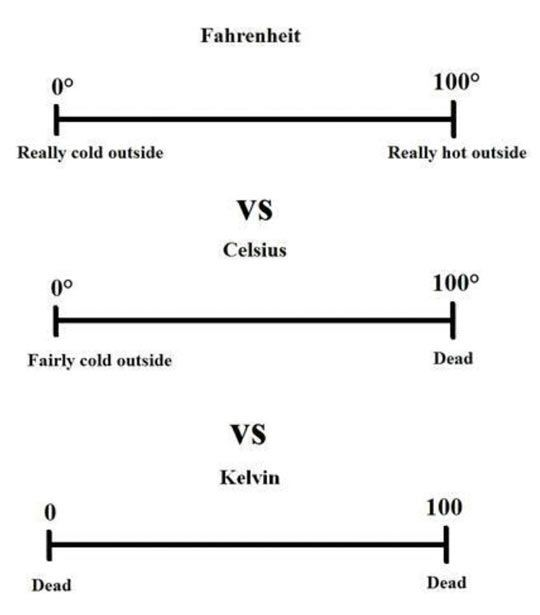 Fahrenheit
0° 100°
Really cold outside Really hot outside
vs
Celsius
0° 100°
Fairly cold outside Dead
vs
Kelvin
0 100
Dead Dead